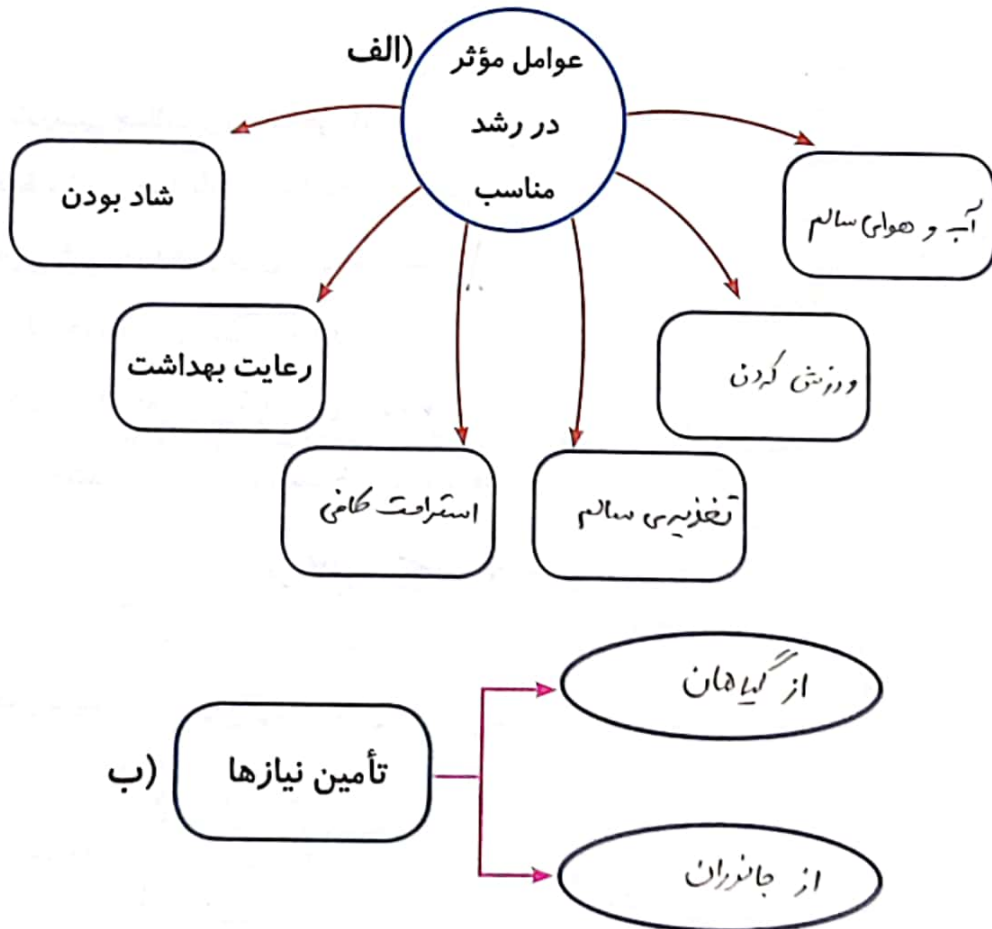 الف)
عوامل مؤثر
در رشد
مناسب
آب و هوای سالم
ورزش کردن
تغذیه‌ی سالم
استراحت کافی
رعایت بهداشت
شاد بودن
ب)
تأمین نیازها
از گیاهان
از جانوران